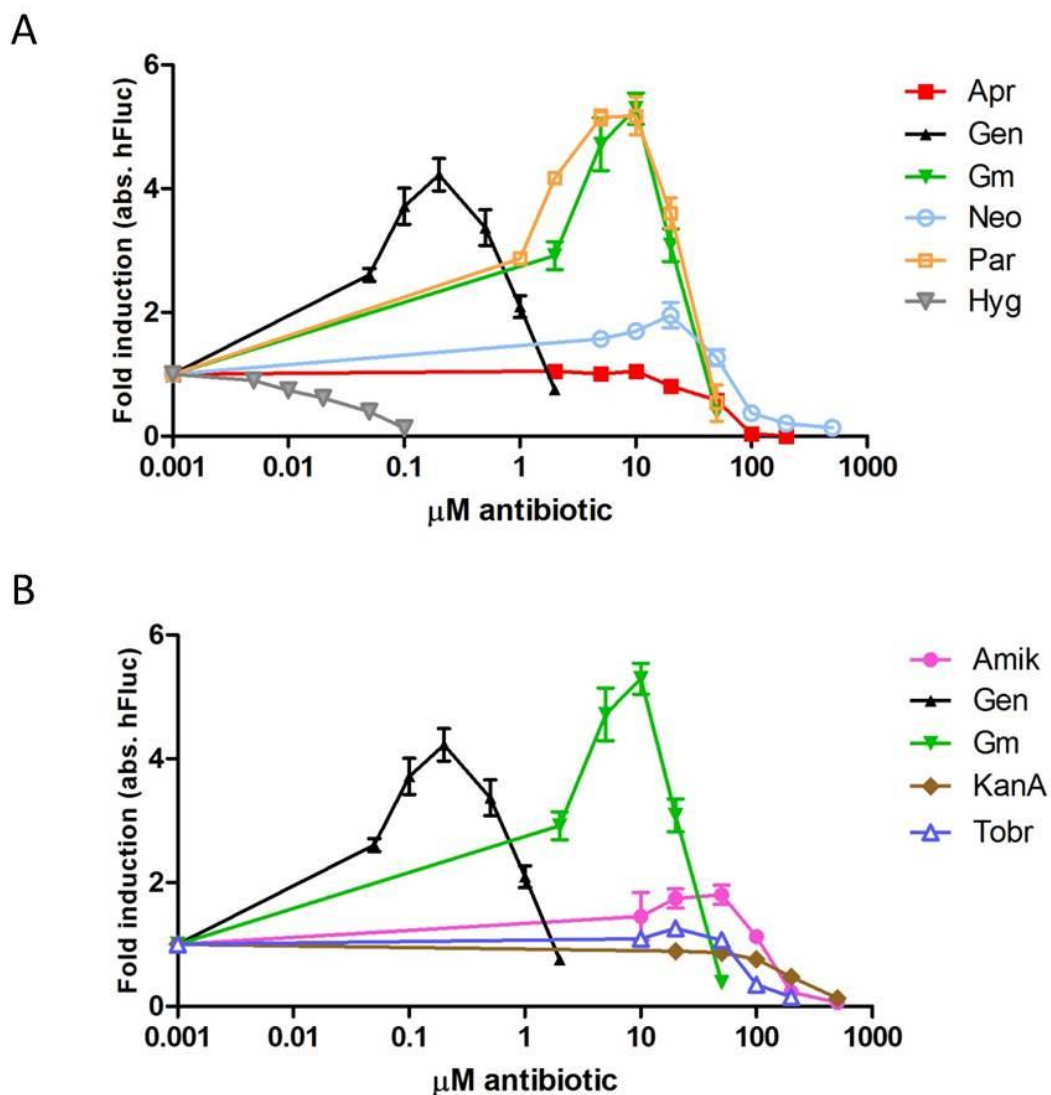 A
Fold induction (abs. hFluc)
6
4
2
0
0.001 0.01 0.1 1 10 100 1000
μM antibiotic
Apr
Gen
Gm
Neo
Par
Hyg
B
Fold induction (abs. hFluc)
6
4
2
0
0.001 0.01 0.1 1 10 100 1000
μM antibiotic
Amik
Gen
Gm
KanA
Tobr